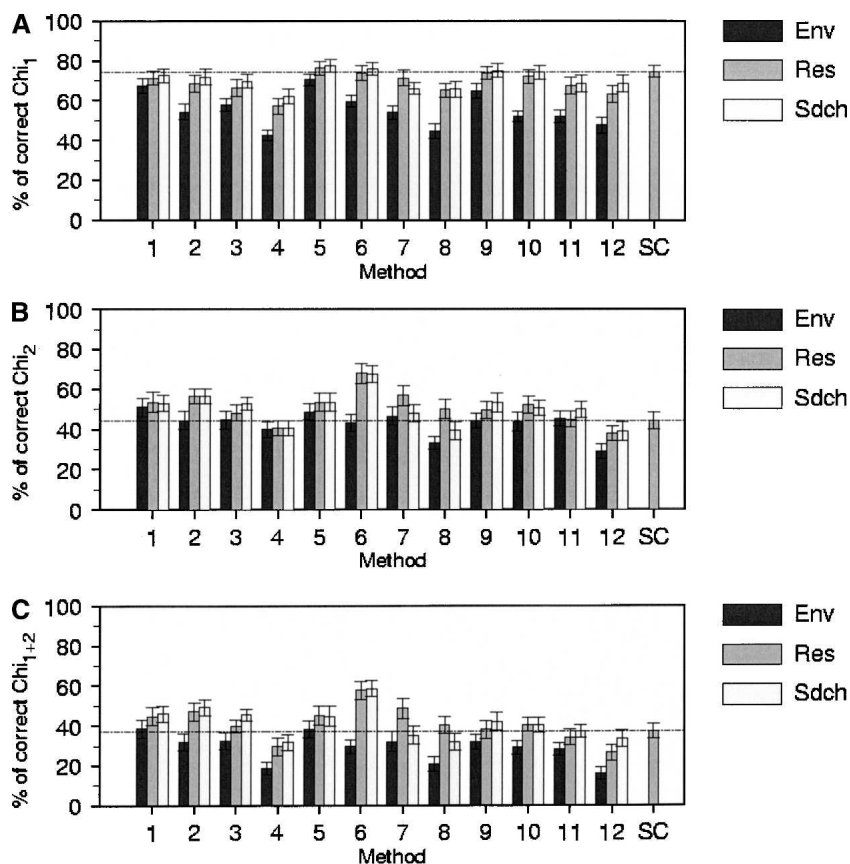 A
% of correct Chi1
100
80
60
40
20
0
1 2 3 4 5 6 7 8 9 10 11 12 SC
Method
Env
Res
Sdch
B
% of correct Chi2
100
80
60
40
20
0
1 2 3 4 5 6 7 8 9 10 11 12 SC
Method
Env
Res
Sdch
C
% of correct Chi1+2
100
80
60
40
20
0
1 2 3 4 5 6 7 8 9 10 11 12 SC
Method
Env
Res
Sdch